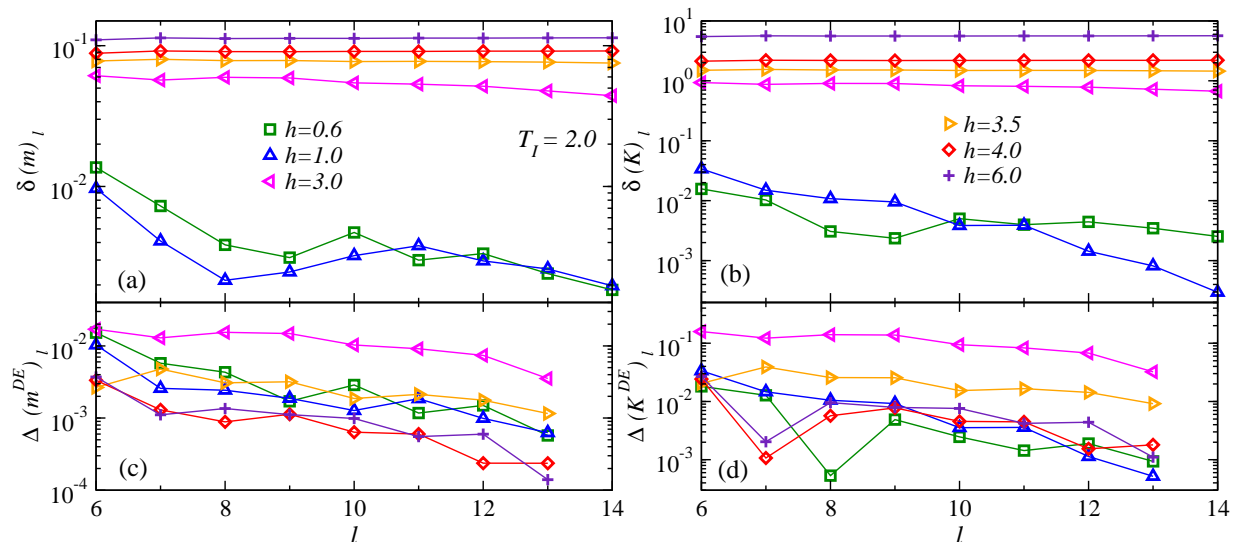 10^-1
10^-2
δ (m)_l
h=0.6
h=1.0
h=3.0
T_I = 2.0
(a)
10^1
10^0
10^-1
10^-2
10^-3
δ (K)_l
h=3.5
h=4.0
h=6.0
(b)
10^-2
10^-3
10^-4
Δ (m^DE)_l
(c)
6 8 10 12 14
l
10^-1
10^-2
10^-3
Δ (K^DE)_l
(d)
6 8 10 12 14
l